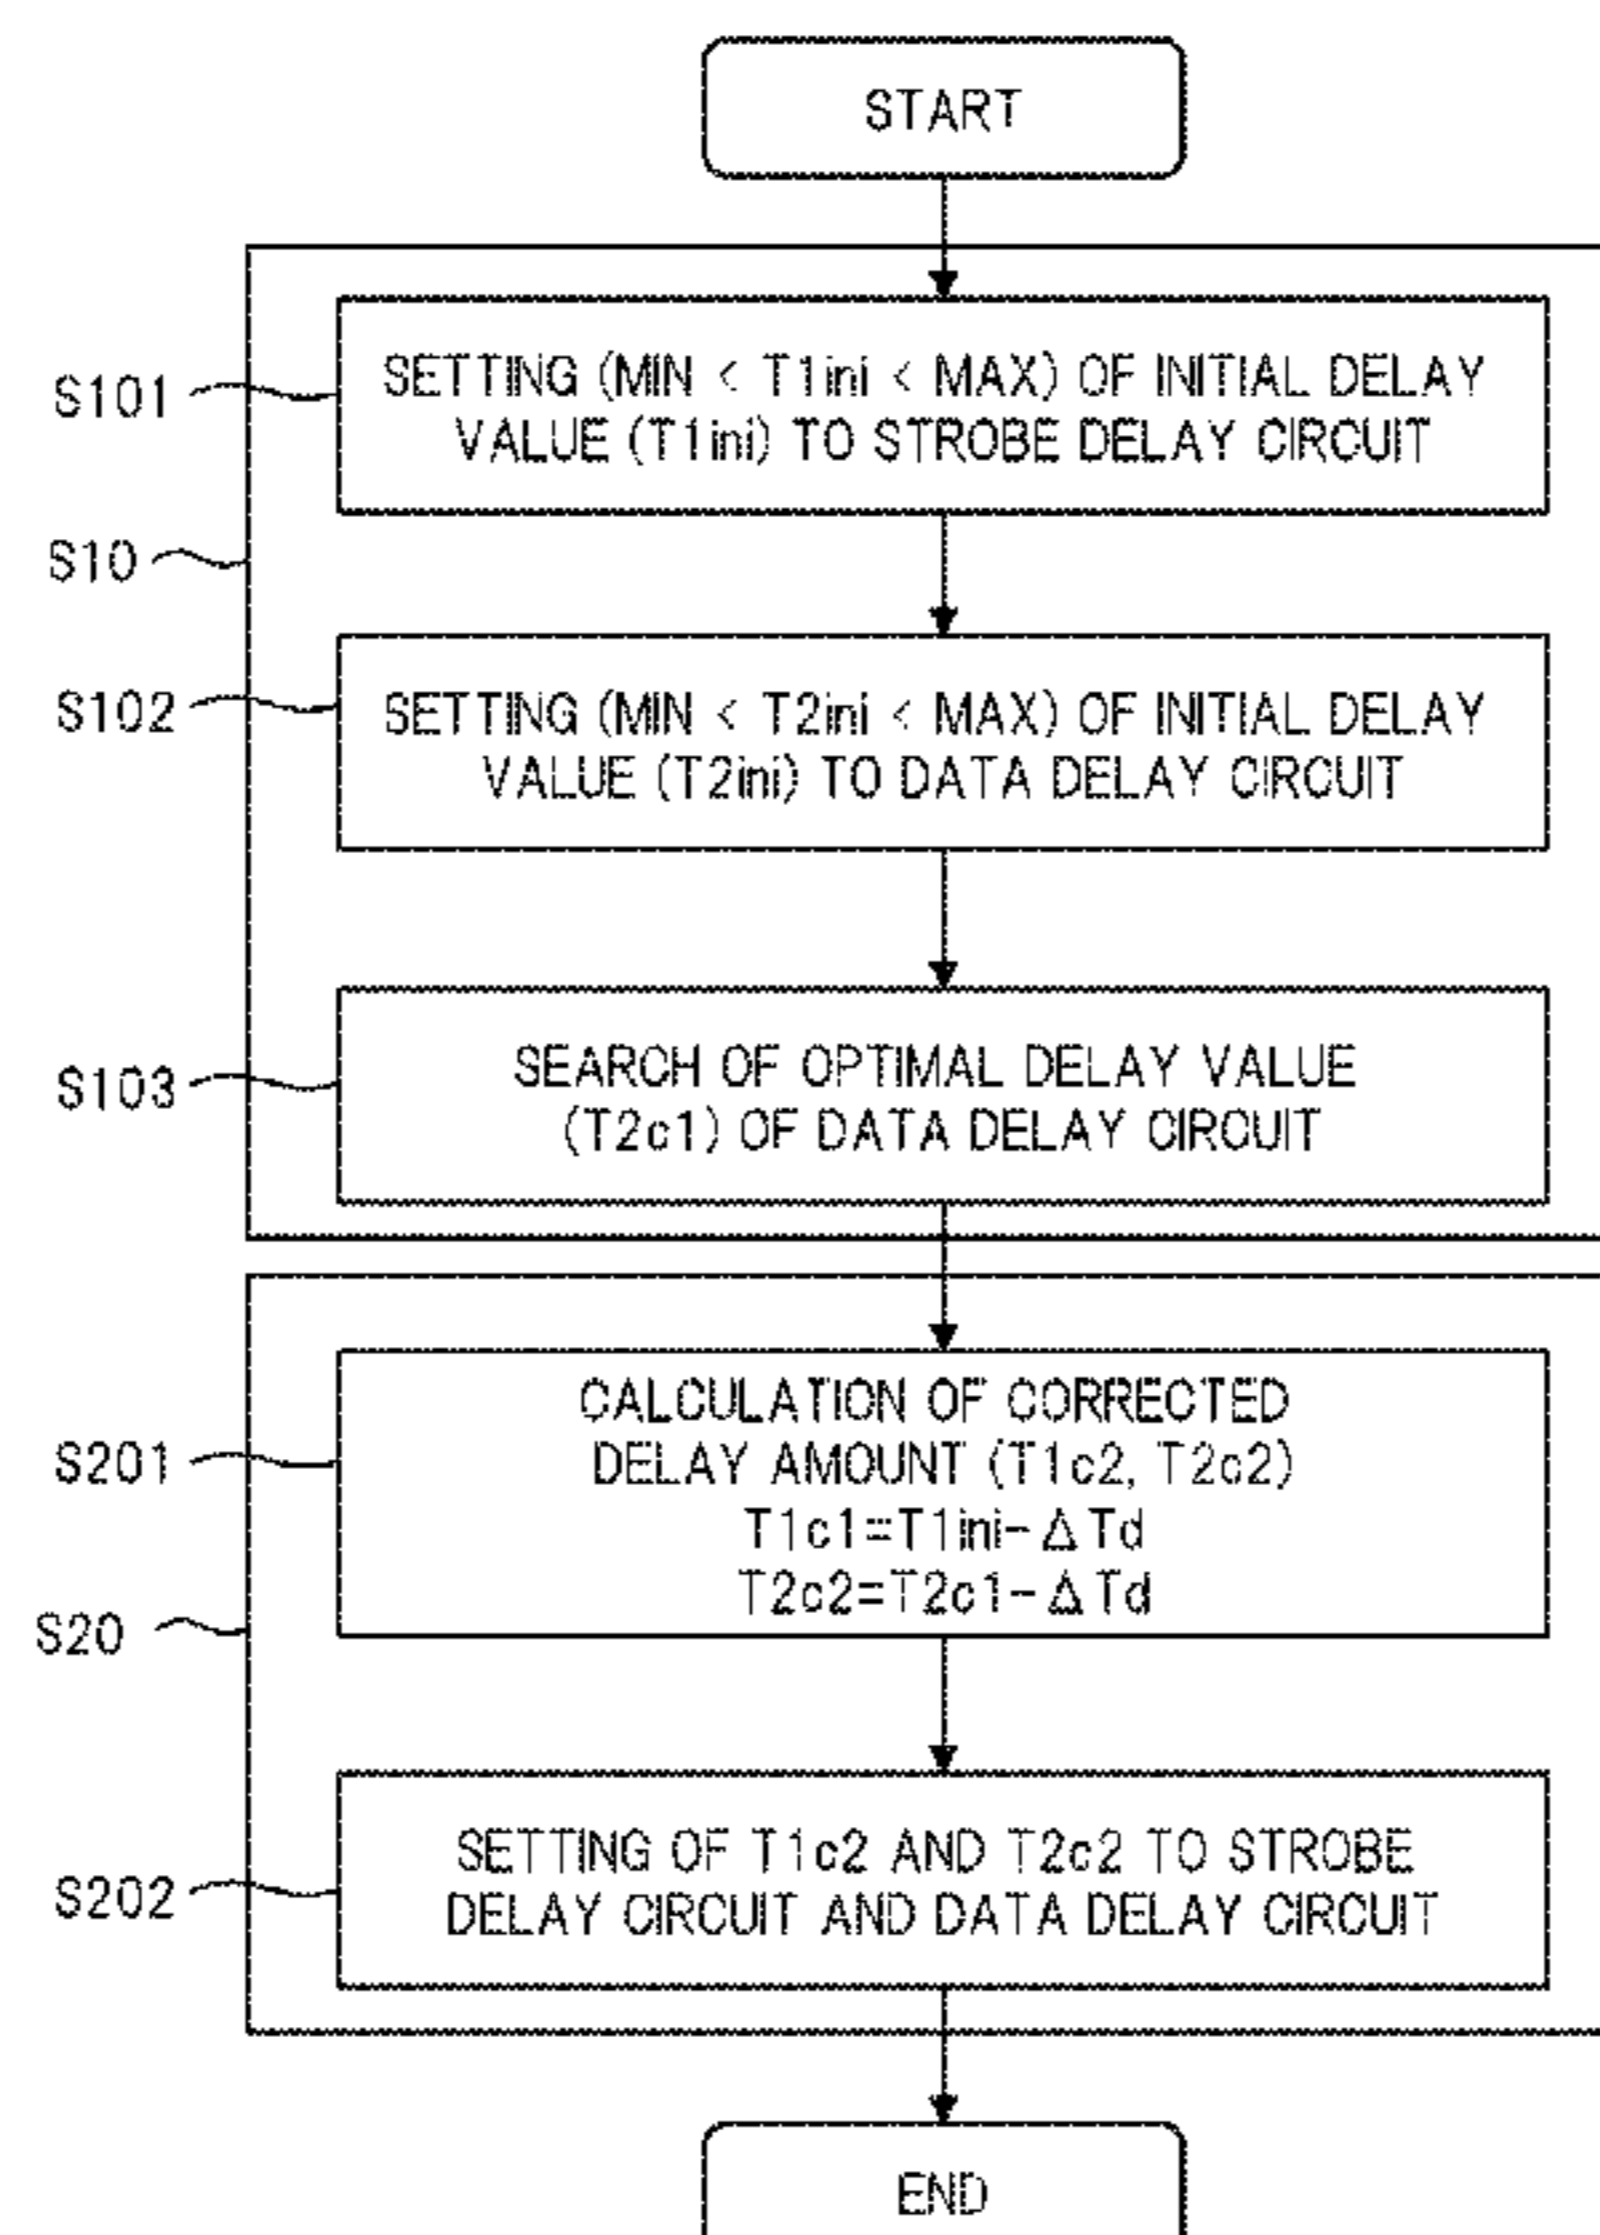 START
S101
SETTING (MIN < T1ini < MAX) OF INITIAL DELAY
VALUE (T1ini) TO STROBE DELAY CIRCUIT
S10
S102
SETTING (MIN < T2ini < MAX) OF INITIAL DELAY
VALUE (T2ini) TO DATA DELAY CIRCUIT
S103
SEARCH OF OPTIMAL DELAY VALUE
(T2c1) OF DATA DELAY CIRCUIT
S201
CALCULATION OF CORRECTED
DELAY AMOUNT (T1c2, T2c2)
T1c1=T1ini-ΔTd
T2c2=T2c1-ΔTd
S20
S202
SETTING OF T1c2 AND T2c2 TO STROBE
DELAY CIRCUIT AND DATA DELAY CIRCUIT
END